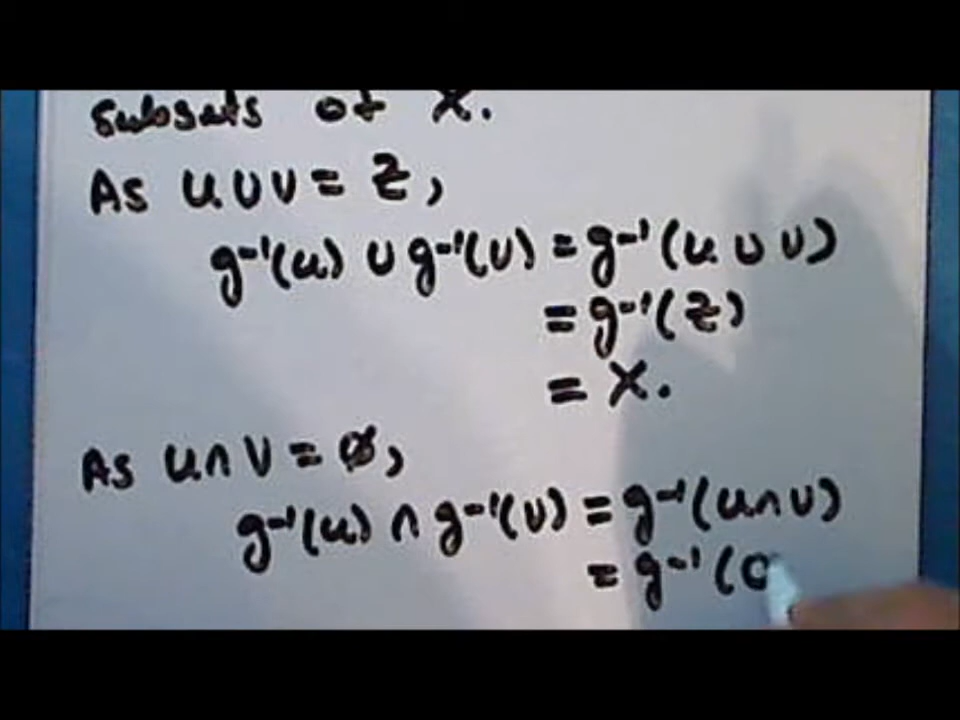 subsets of X.
As U ∪ V = Z,
g⁻¹(U) ∪ g⁻¹(V) = g⁻¹(U ∪ V)
= g⁻¹(Z)
= X.
As U ∩ V = Ø,
g⁻¹(U) ∩ g⁻¹(V) = g⁻¹(U ∩ V)
= g⁻¹(